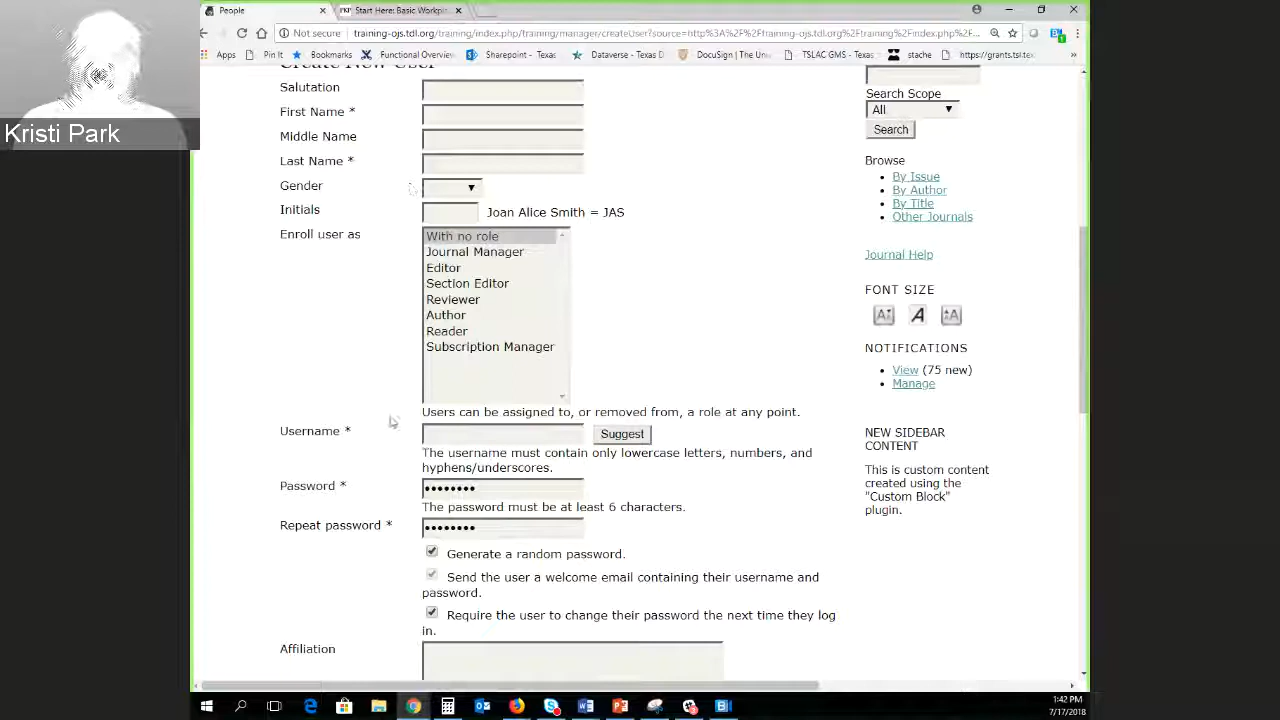 People
PKP Start Here: Basic Workpla
Not secure training-ojs.tdl.org/training/index.php/training/manager/createUser?source=http%3A%2F%2Ftraining-ojs.tdl.org%2Ftraining%2Findex.php%2F...
Apps Pin It Bookmarks Functional Overview Sharepoint - Texas Dataverse - Texas D DocuSign | The Uni TSLAC GMS - Texas stache https://grants.tsl.tex
Create New User
Salutation
First Name *
Middle Name
Last Name *
Gender
Initials Joan Alice Smith = JAS
Enroll user as
With no role
Journal Manager
Editor
Section Editor
Reviewer
Author
Reader
Subscription Manager
Users can be assigned to, or removed from, a role at any point.
Username * Suggest
The username must contain only lowercase letters, numbers, and
hyphens/underscores.
Password *
The password must be at least 6 characters.
Repeat password *
Generate a random password.
Send the user a welcome email containing their username and
password.
Require the user to change their password the next time they log
in.
Affiliation
Search Scope
All
Search
Browse
By Issue
By Author
By Title
Other Journals
Journal Help
FONT SIZE
A A A
NOTIFICATIONS
View (75 new)
Manage
NEW SIDEBAR
CONTENT
This is custom content
created using the
"Custom Block"
plugin.
Kristi Park
1:42 PM
7/17/2018